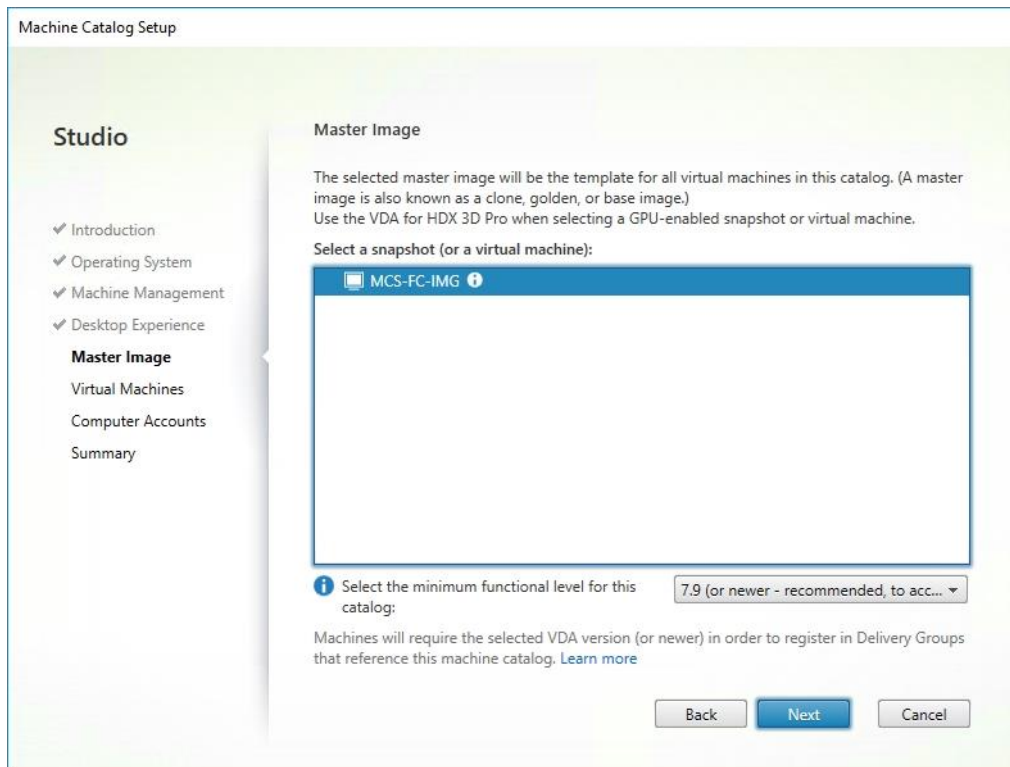 Machine Catalog Setup
Studio
Introduction
Operating System
Machine Management
Desktop Experience
Master Image
Virtual Machines
Computer Accounts
Summary
Master Image
The selected master image will be the template for all virtual machines in this catalog. (A master
image is also known as a clone, golden, or base image.)
Use the VDA for HDX 3D Pro when selecting a GPU-enabled snapshot or virtual machine.
Select a snapshot (or a virtual machine):
MCS-FC-IMG
Select the minimum functional level for this
catalog:
7.9 (or newer - recommended, to acc...
Machines will require the selected VDA version (or newer) in order to register in Delivery Groups
that reference this machine catalog. Learn more
Back
Next
Cancel